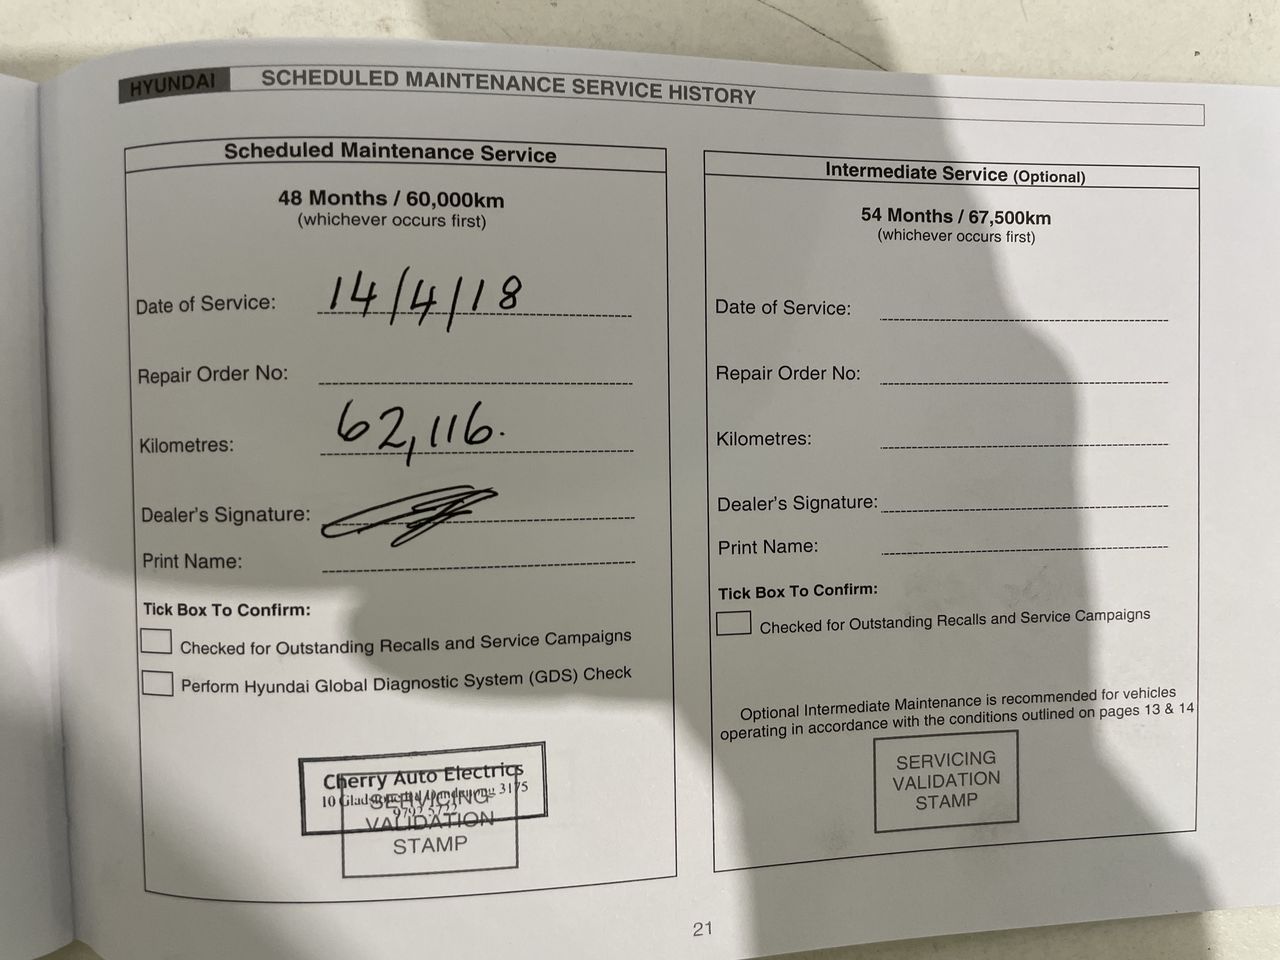 HYUNDAI SCHEDULED MAINTENANCE SERVICE HISTORY
Scheduled Maintenance Service
48 Months / 60,000km
(whichever occurs first)
Date of Service: 14/4/18
Repair Order No:
Kilometres: 62,116.
Dealer's Signature:
Print Name:
Tick Box To Confirm:
Checked for Outstanding Recalls and Service Campaigns
Perform Hyundai Global Diagnostic System (GDS) Check
Cherry Auto Electrics
10 3175
SERVICING
VALIDATION
STAMP
Intermediate Service (Optional)
54 Months / 67,500km
(whichever occurs first)
Date of Service:
Repair Order No:
Kilometres:
Dealer's Signature:
Print Name:
Tick Box To Confirm:
Checked for Outstanding Recalls and Service Campaigns
Optional Intermediate Maintenance is recommended for vehicles
operating in accordance with the conditions outlined on pages 13 & 14
SERVICING
VALIDATION
STAMP
21